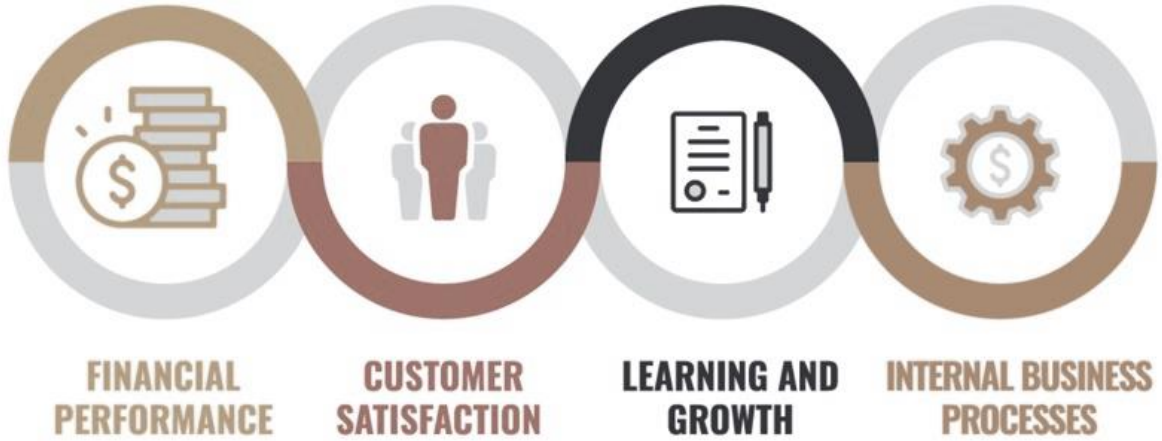 $
FINANCIAL
PERFORMANCE
CUSTOMER
SATISFACTION
LEARNING AND
GROWTH
$
INTERNAL BUSINESS
PROCESSES